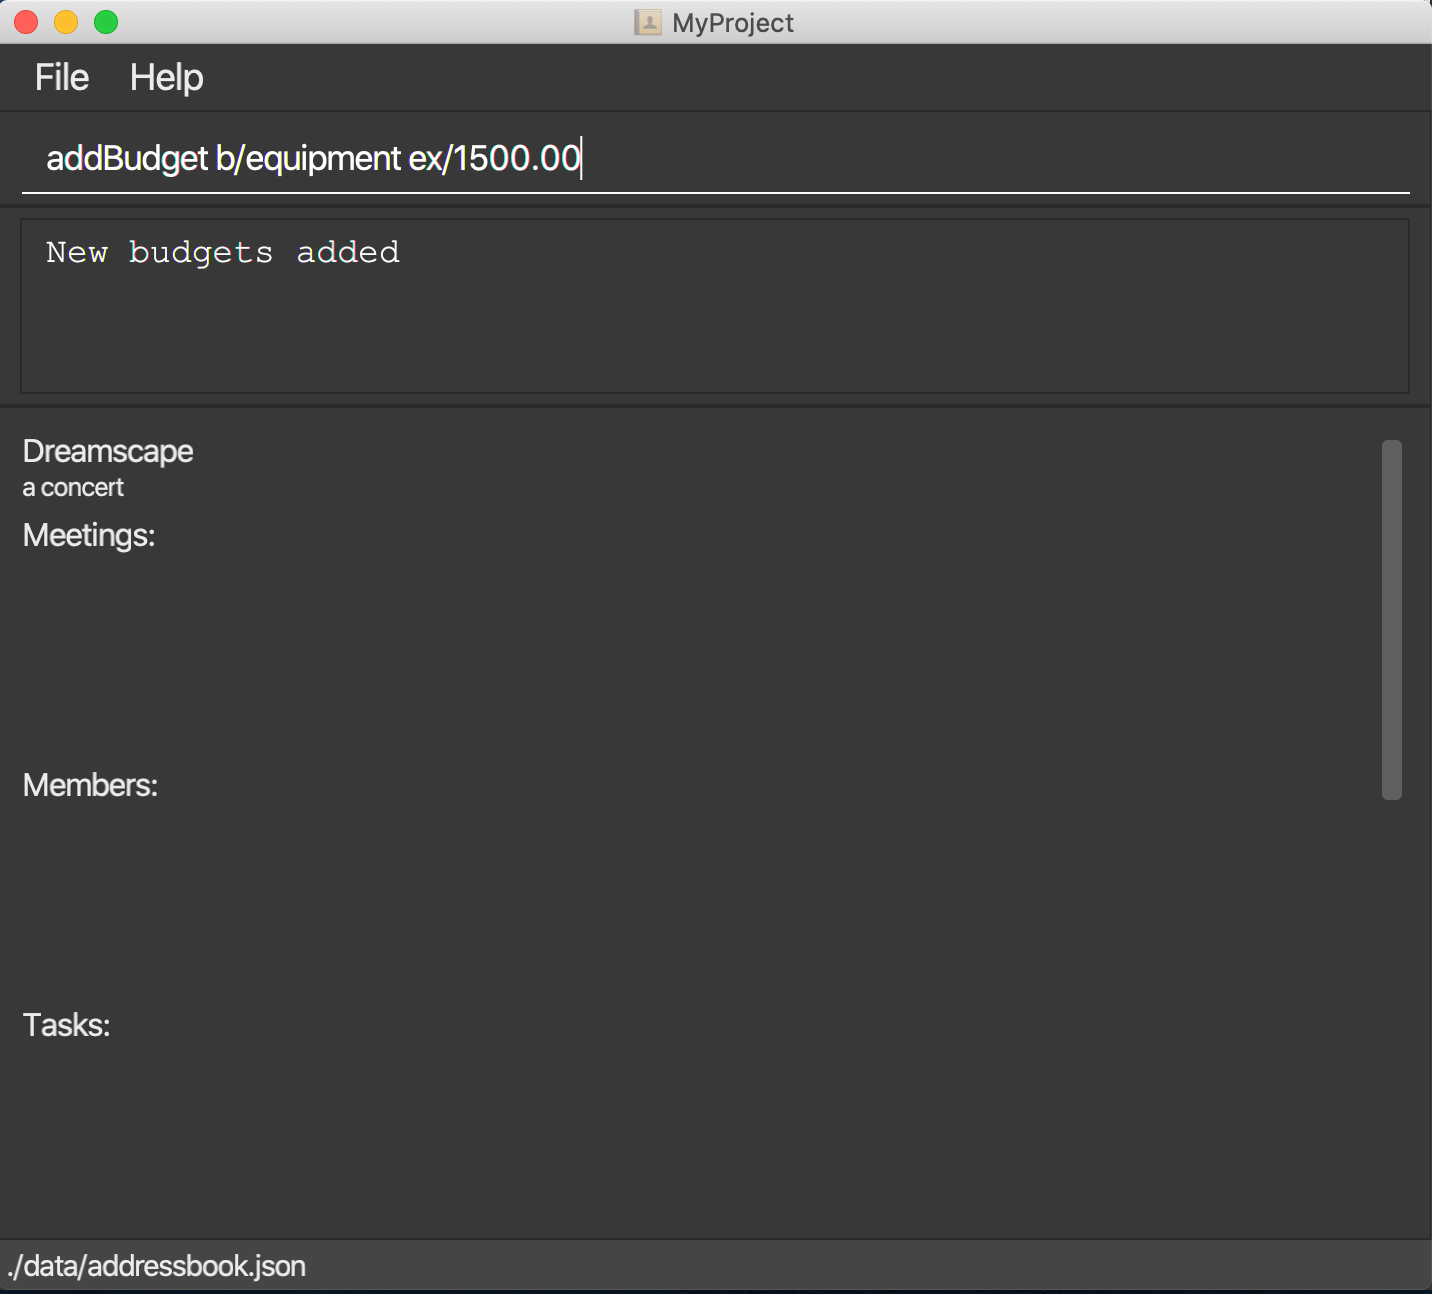 MyProject
File Help
addBudget b/equipment ex/1500.00
New budgets added
Dreamscape
a concert
Meetings:
Members:
Tasks:
./data/addressbook.json